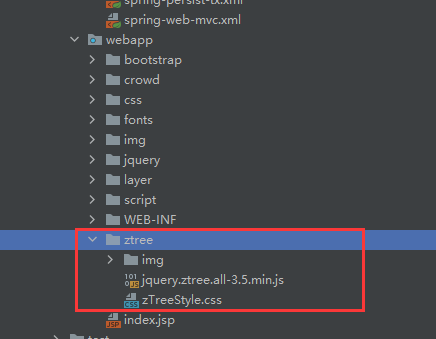 spring-persist-tx.xml
spring-web-mvc.xml
webapp
bootstrap
crowd
css
fonts
img
jquery
layer
script
WEB-INF
ztree
img
jquery.ztree.all-3.5.min.js
zTreeStyle.css
index.jsp
test